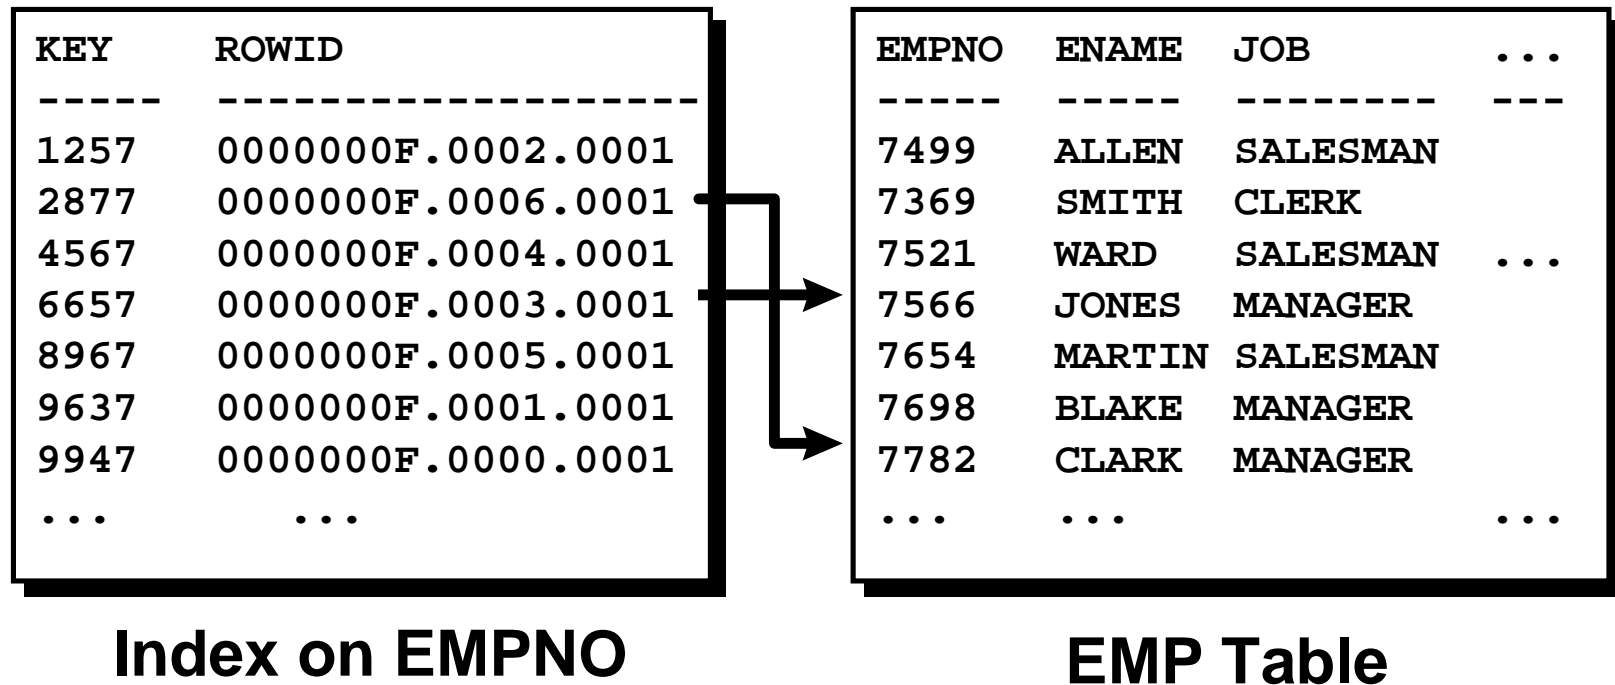 KEY ROWID
----- -------------------
1257 0000000F.0002.0001
2877 0000000F.0006.0001
4567 0000000F.0004.0001
6657 0000000F.0003.0001
8967 0000000F.0005.0001
9637 0000000F.0001.0001
9947 0000000F.0000.0001
... ...
Index on EMPNO
EMPNO ENAME JOB ...
----- ----- -------- ---
7499 ALLEN SALESMAN
7369 SMITH CLERK
7521 WARD SALESMAN ...
7566 JONES MANAGER
7654 MARTIN SALESMAN
7698 BLAKE MANAGER
7782 CLARK MANAGER
... ... ...
EMP Table